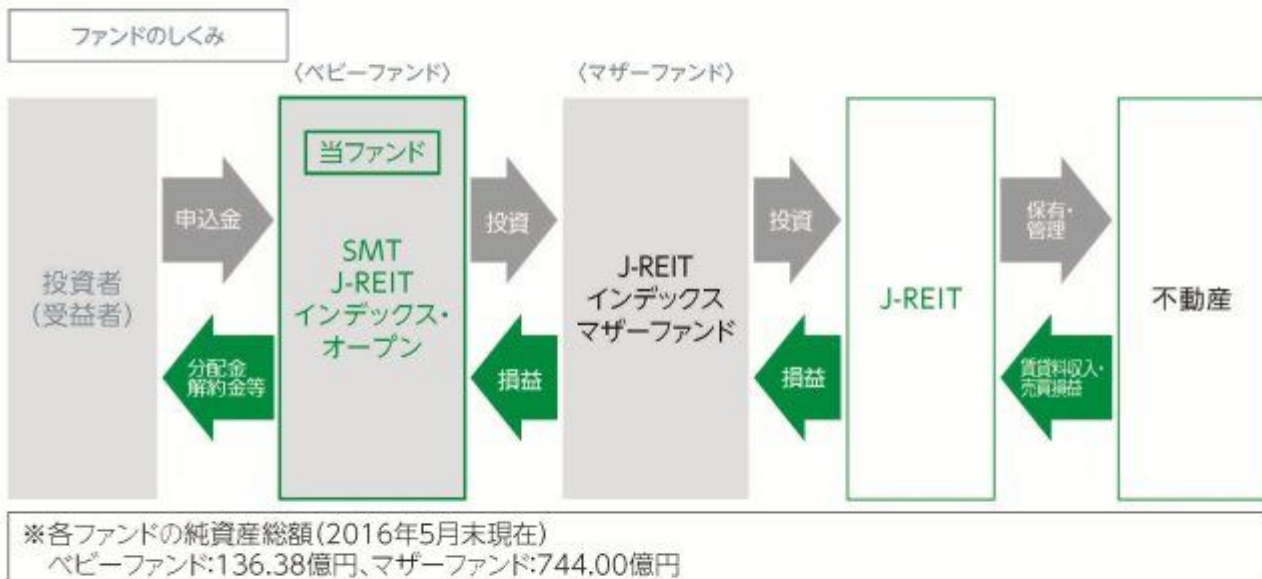 ファンドのしくみ
〈ベビーファンド〉
〈マザーファンド〉
投資者
(受益者)
申込金
分配金
解約金等
当ファンド
SMT
J-REIT
インデックス・
オープン
投資
損益
J-REIT
インデックス
マザーファンド
投資
損益
J-REIT
保有・
管理
賃貸料収入・
売買損益
不動産
※各ファンドの純資産総額(2016年5月末現在)
ベビーファンド:136.38億円、マザーファンド:744.00億円